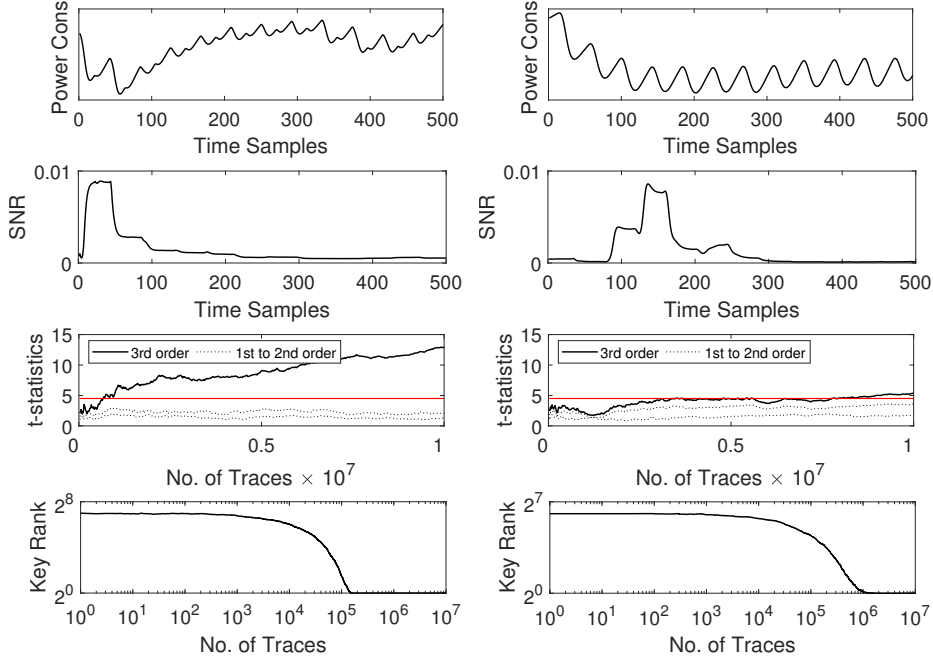 Power Cons
0 100 200 300 400 500
Time Samples
Power Cons
0 100 200 300 400 500
Time Samples
0.01
0
SNR
0 100 200 300 400 500
Time Samples
0.01
0
SNR
0 100 200 300 400 500
Time Samples
15
10
5
0
t-statistics
3rd order 1st to 2nd order
0 0.5 1
No. of Traces × 10^7
15
10
5
0
t-statistics
3rd order 1st to 2nd order
0 0.5 1
No. of Traces × 10^7
2^8
2^0
Key Rank
10^0 10^1 10^2 10^3 10^4 10^5 10^6 10^7
No. of Traces
2^7
2^0
Key Rank
10^0 10^1 10^2 10^3 10^4 10^5 10^6 10^7
No. of Traces